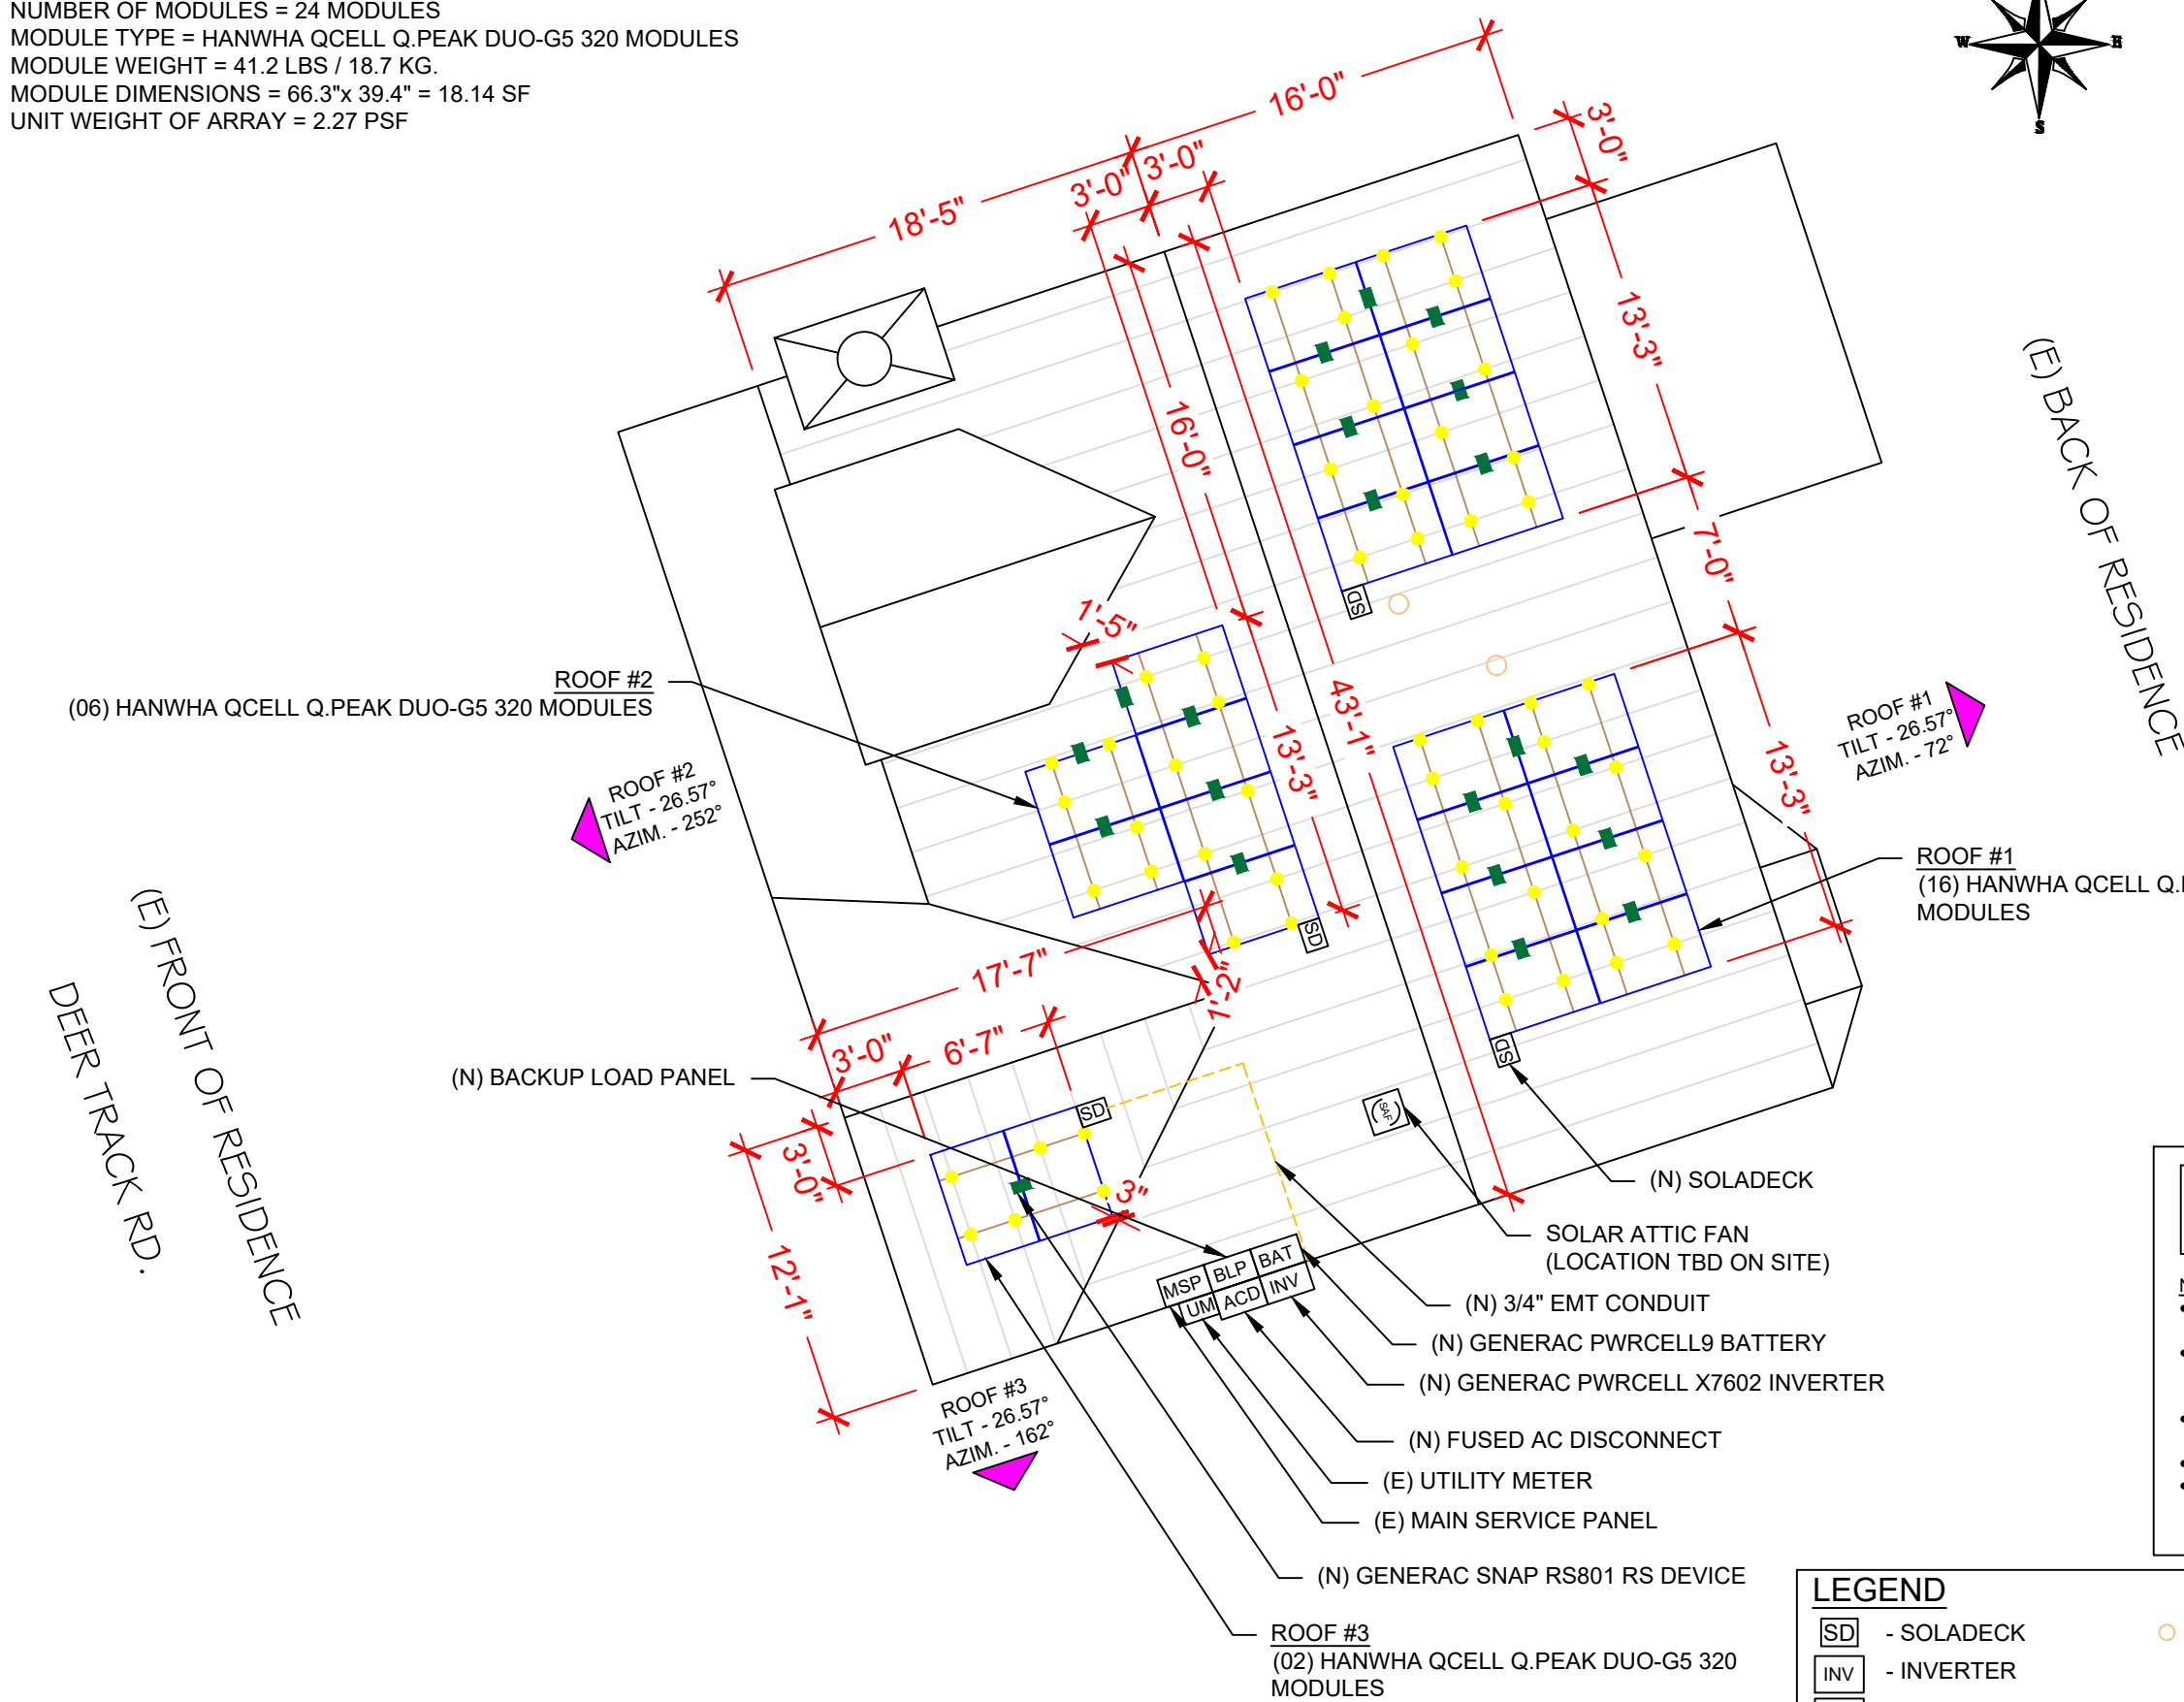 NUMBER OF MODULES = 24 MODULES
MODULE TYPE = HANWHA QCELL Q.PEAK DUO-G5 320 MODULES
MODULE WEIGHT = 41.2 LBS / 18.7 KG.
MODULE DIMENSIONS = 66.3"x 39.4" = 18.14 SF
UNIT WEIGHT OF ARRAY = 2.27 PSF
W
E
S
16'-0"
18'-5"
3'-0"
3'-0"
3'-0"
13'-3"
7'-0"
13'-3"
16'-0"
43'-1"
13'-3"
1'-5"
1'-2"
17'-7"
3'-0"
6'-7"
3'-0"
12'-1"
3"
(E) BACK OF RESIDENCE
(E) FRONT OF RESIDENCE
DEER TRACK RD.
ROOF #2
(06) HANWHA QCELL Q.PEAK DUO-G5 320 MODULES
ROOF #2
TILT - 26.57°
AZIM. - 252°
ROOF #1
TILT - 26.57°
AZIM. - 72°
ROOF #1
(16) HANWHA QCELL
MODULES
SD
SD
SD
SD
SAF
(N) BACKUP LOAD PANEL
MSP
BLP
BAT
UM
ACD
INV
(N) SOLADECK
SOLAR ATTIC FAN
(LOCATION TBD ON SITE)
(N) 3/4" EMT CONDUIT
(N) GENERAC PWRCELL9 BATTERY
(N) GENERAC PWRCELL X7602 INVERTER
(N) FUSED AC DISCONNECT
(E) UTILITY METER
(E) MAIN SERVICE PANEL
(N) GENERAC SNAP RS801 RS DEVICE
ROOF #3
TILT - 26.57°
AZIM. - 162°
ROOF #3
(02) HANWHA QCELL Q.PEAK DUO-G5 320
MODULES
LEGEND
SD - SOLADECK
INV - INVERTER